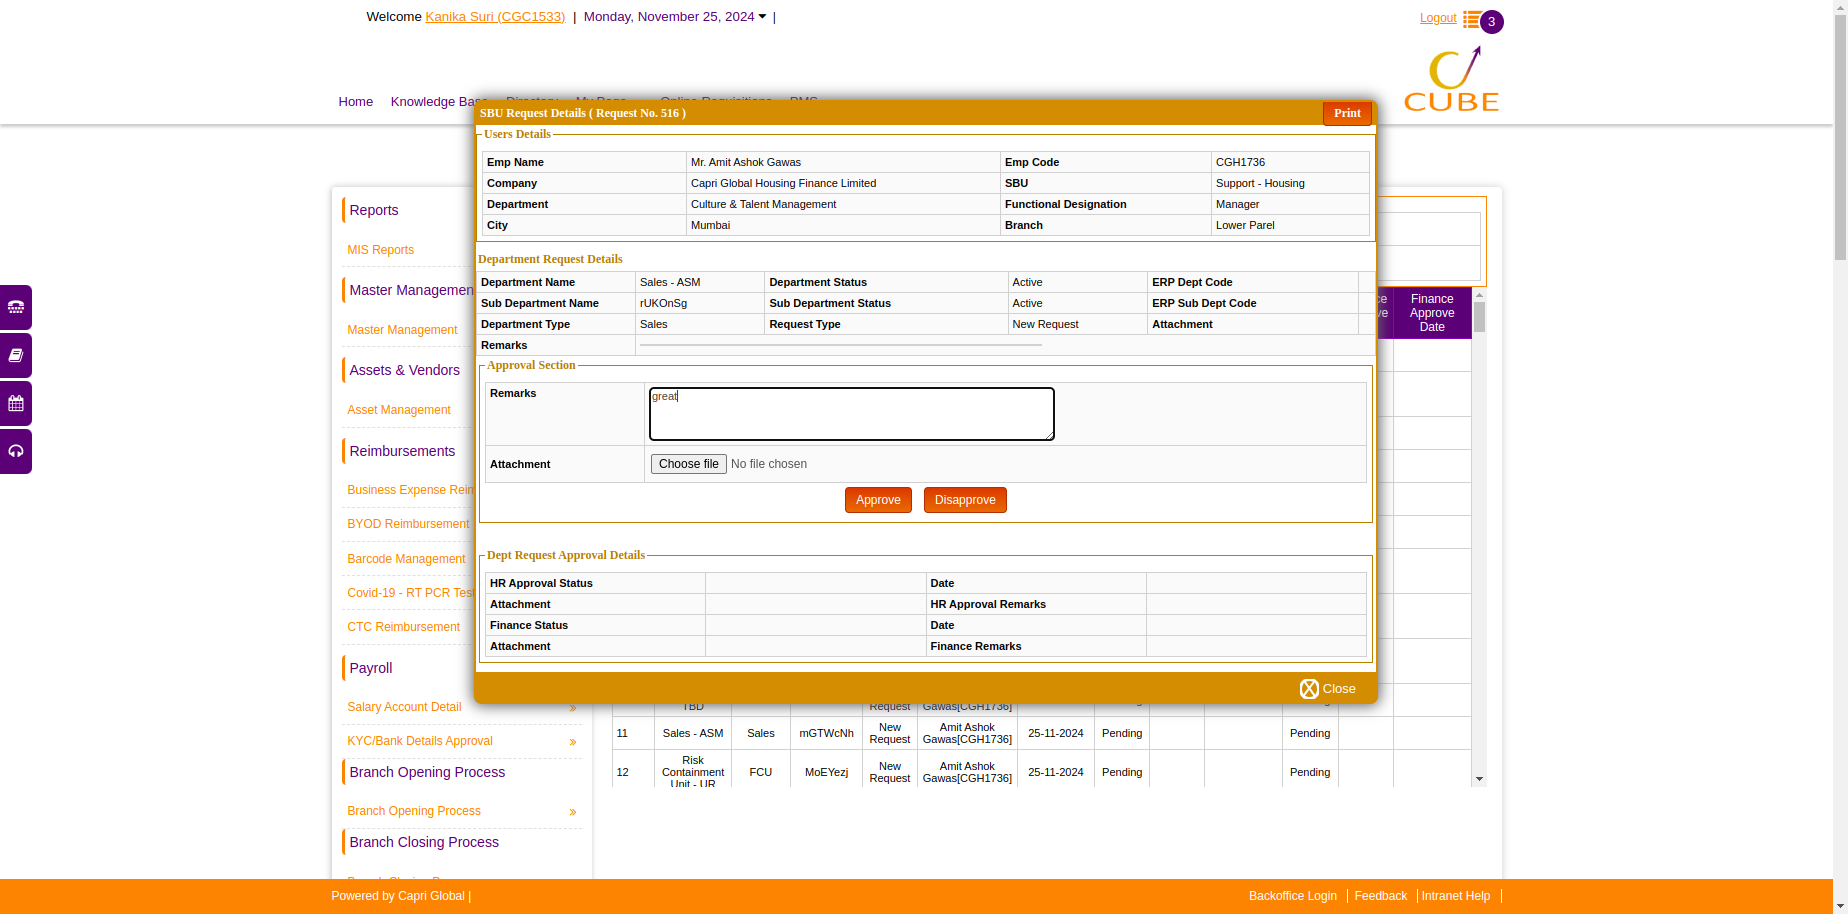 Welcome Kanika Suri (CGC1533) | Monday, November 25, 2024 |
Logout 3
CUBE
Home Knowledge Base Directory My Page Online Requisitions PMS
SBU Request Details ( Request No. 516 ) Print
Users Details
Emp Name Mr. Amit Ashok Gawas Emp Code CGH1736
Company Capri Global Housing Finance Limited SBU Support - Housing
Department Culture & Talent Management Functional Designation Manager
City Mumbai Branch Lower Parel
Department Request Details
Department Name Sales - ASM Department Status Active ERP Dept Code
Sub Department Name rUKOnSg Sub Department Status Active ERP Sub Dept Code
Department Type Sales Request Type New Request Attachment
Remarks
Approval Section
Remarks great
Attachment Choose file No file chosen
Approve Disapprove
Dept Request Approval Details
HR Approval Status Date
Attachment HR Approval Remarks
Finance Status Date
Attachment Finance Remarks
Close
Reports
MIS Reports
Master Managemen
Master Management
Assets & Vendors
Asset Management
Reimbursements
Business Expense Reim
BYOD Reimbursement
Barcode Management
Covid-19 - RT PCR Test
CTC Reimbursement
Payroll
Salary Account Detail »
KYC/Bank Details Approval »
Branch Opening Process
Branch Opening Process »
Branch Closing Process
Finance
Approve
Date
TBD Request Gawas[CGH1736]
11 Sales - ASM Sales mGTWcNh New Request Amit Ashok Gawas[CGH1736] 25-11-2024 Pending Pending
12 Risk Containment Unit - UR FCU MoEYezj New Request Amit Ashok Gawas[CGH1736] 25-11-2024 Pending Pending
Powered by Capri Global |
Backoffice Login | Feedback | Intranet Help |